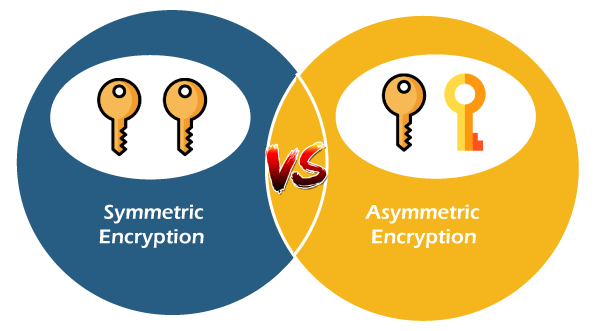 VS
Symmetric
Encryption
Asymmetric
Encryption